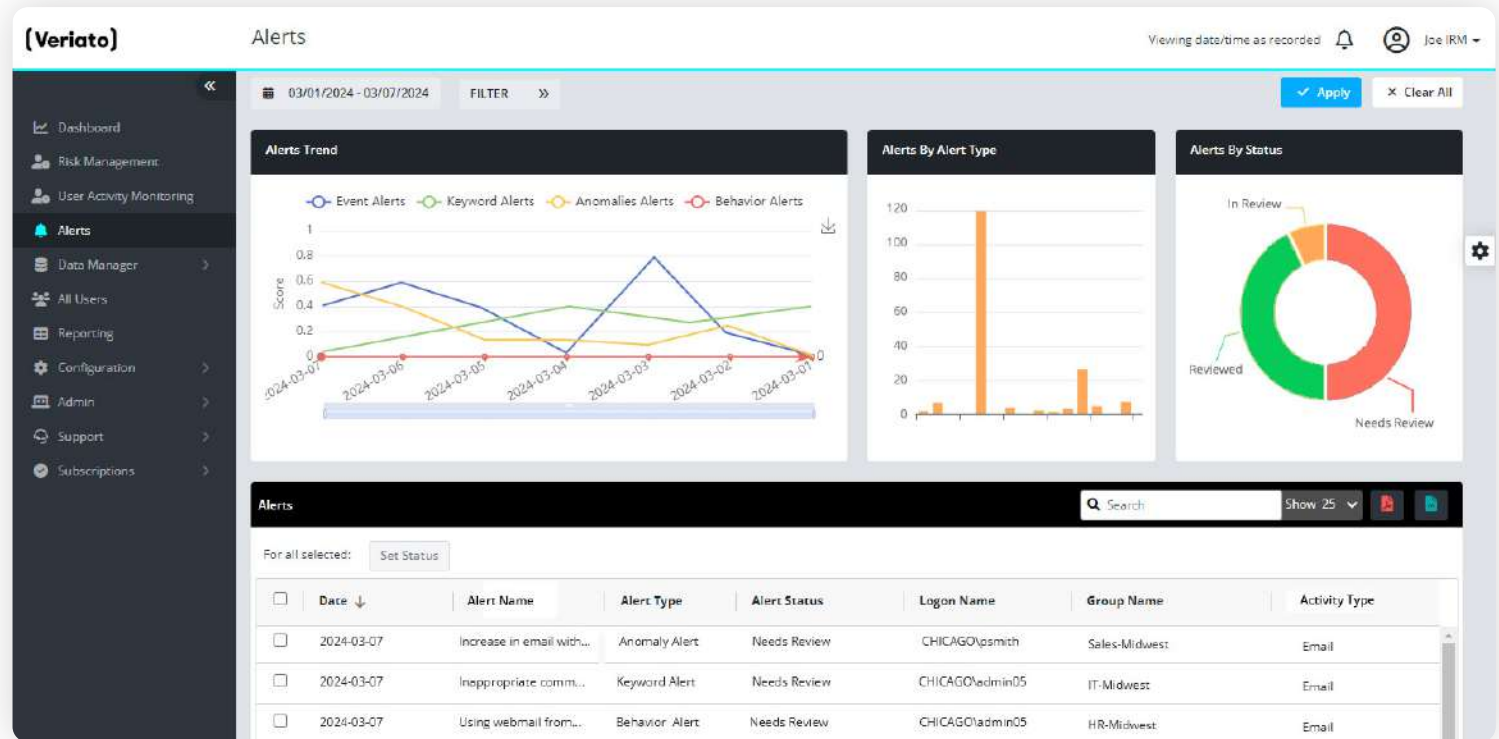 (Veriato)
Alerts
Viewing date/time as recorded
Joe IRM
03/01/2024 - 03/07/2024
FILTER
Apply
Clear All
Dashboard
Risk Management
User Activity Monitoring
Alerts
Data Manager
All Users
Reporting
Configuration
Admin
Support
Subscriptions
Alerts Trend
Event Alerts
Keyword Alerts
Anomalies Alerts
Behavior Alerts
Score
1
0.8
0.6
0.4
0.2
0
0
2024-03-07
2024-03-06
2024-03-05
2024-03-04
2024-03-03
2024-03-02
2024-03-01
Alerts By Alert Type
120
100
80
60
40
20
0
Alerts By Status
In Review
Reviewed
Needs Review
Alerts
Search
Show 25
For all selected:
Set Status
Date Alert Name Alert Type Alert Status Logon Name Group Name Activity Type
2024-03-07 Increase in email with... Anomaly Alert Needs Review CHICAGO\psmith Sales-Midwest Email
2024-03-07 Inappropriate comm... Keyword Alert Needs Review CHICAGO\admin05 IT-Midwest Email
2024-03-07 Using webmail from... Behavior Alert Needs Review CHICAGO\admin05 HR-Midwest Email